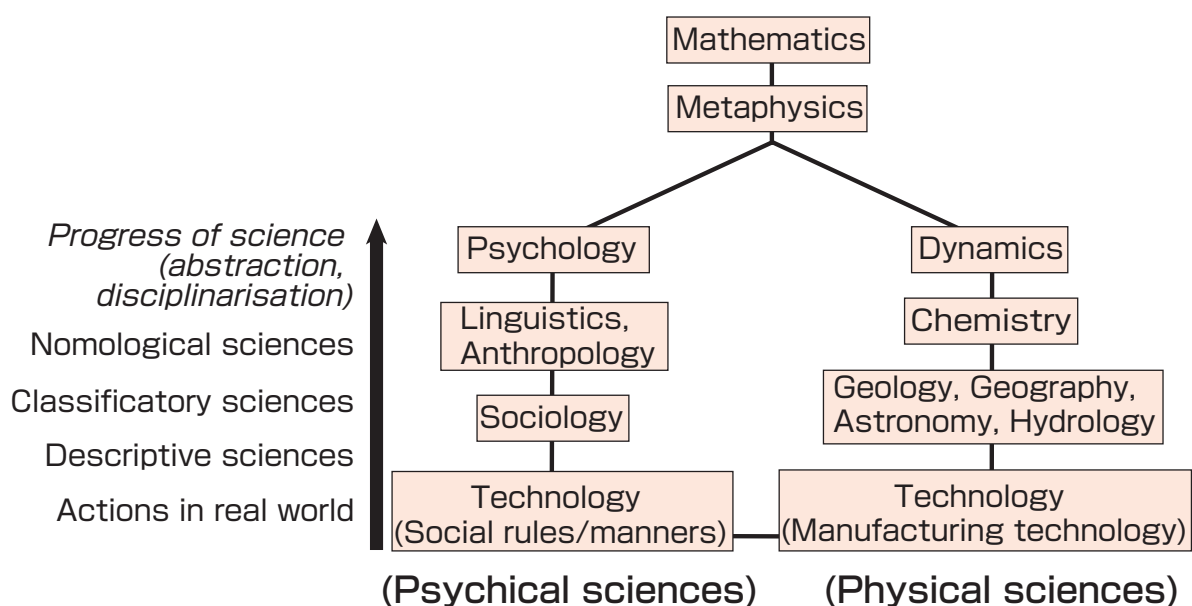 Mathematics
Metaphysics
Progress of science
(abstraction,
disciplinarisation)
Nomological sciences
Classificatory sciences
Descriptive sciences
Actions in real world
Psychology
Linguistics,
Anthropology
Sociology
Technology
(Social rules/manners)
(Psychical sciences)
Dynamics
Chemistry
Geology, Geography,
Astronomy, Hydrology
Technology
(Manufacturing technology)
(Physical sciences)